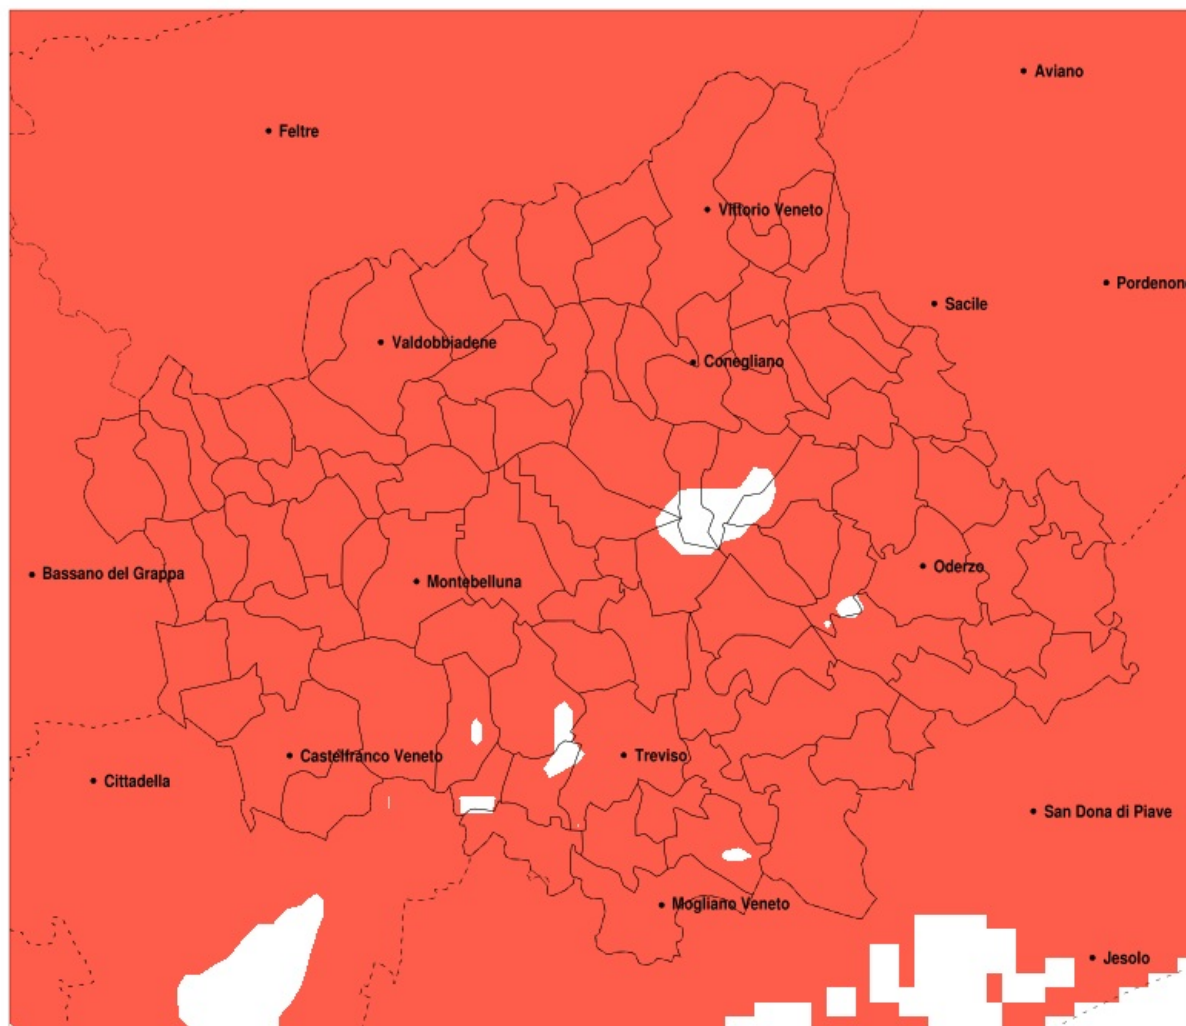 Aviano
Feltre
Vittorio Veneto
Pordenon
Sacile
Valdobbiadene
Conegliano
Oderzo
Bassano del Grappa
Montebelluna
Castelfranco Veneto
Treviso
Cittadella
San Dona di Piave
Mogliano Veneto
Jesolo